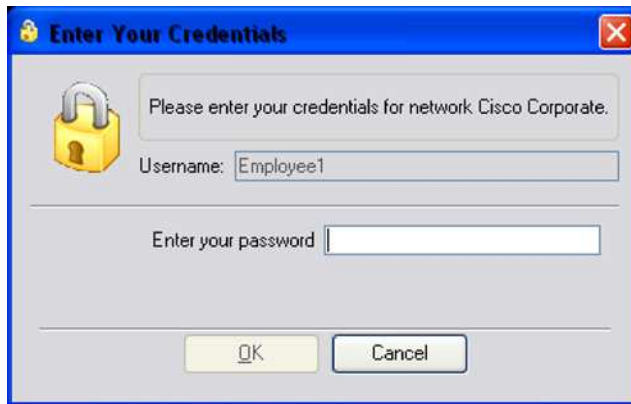 Enter Your Credentials
Please enter your credentials for network Cisco Corporate.
Username: Employee1
Enter your password
OK Cancel